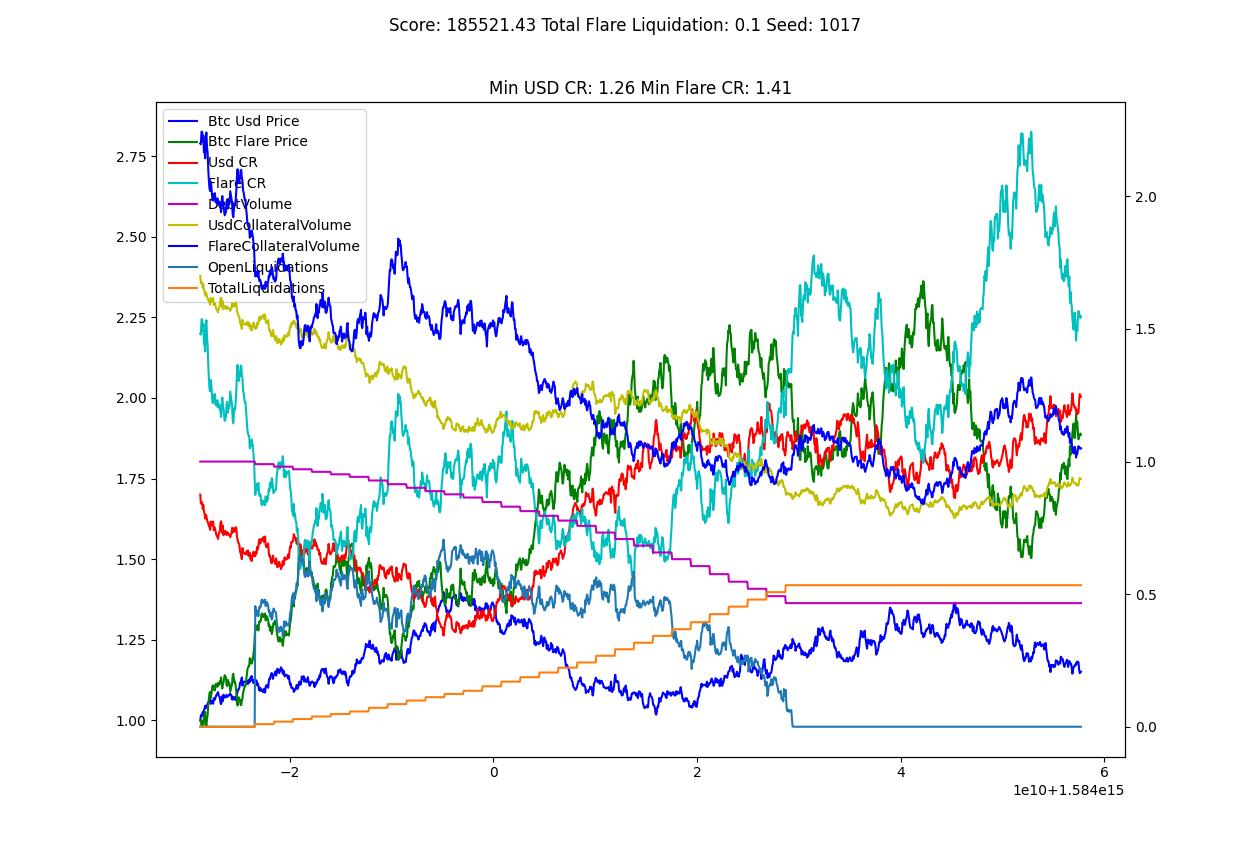 Score: 185521.43 Total Flare Liquidation: 0.1 Seed: 1017
Min USD CR: 1.26 Min Flare CR: 1.41
Btc Usd Price
Btc Flare Price
Usd CR
Flare CR
DebtVolume
UsdCollateralVolume
FlareCollateralVolume
OpenLiquidations
TotalLiquidations
2.75
2.50
2.25
2.00
1.75
1.50
1.25
1.00
2.0
1.5
1.0
0.5
0.0
−2
0
2
4
6
1e10+1.584e15